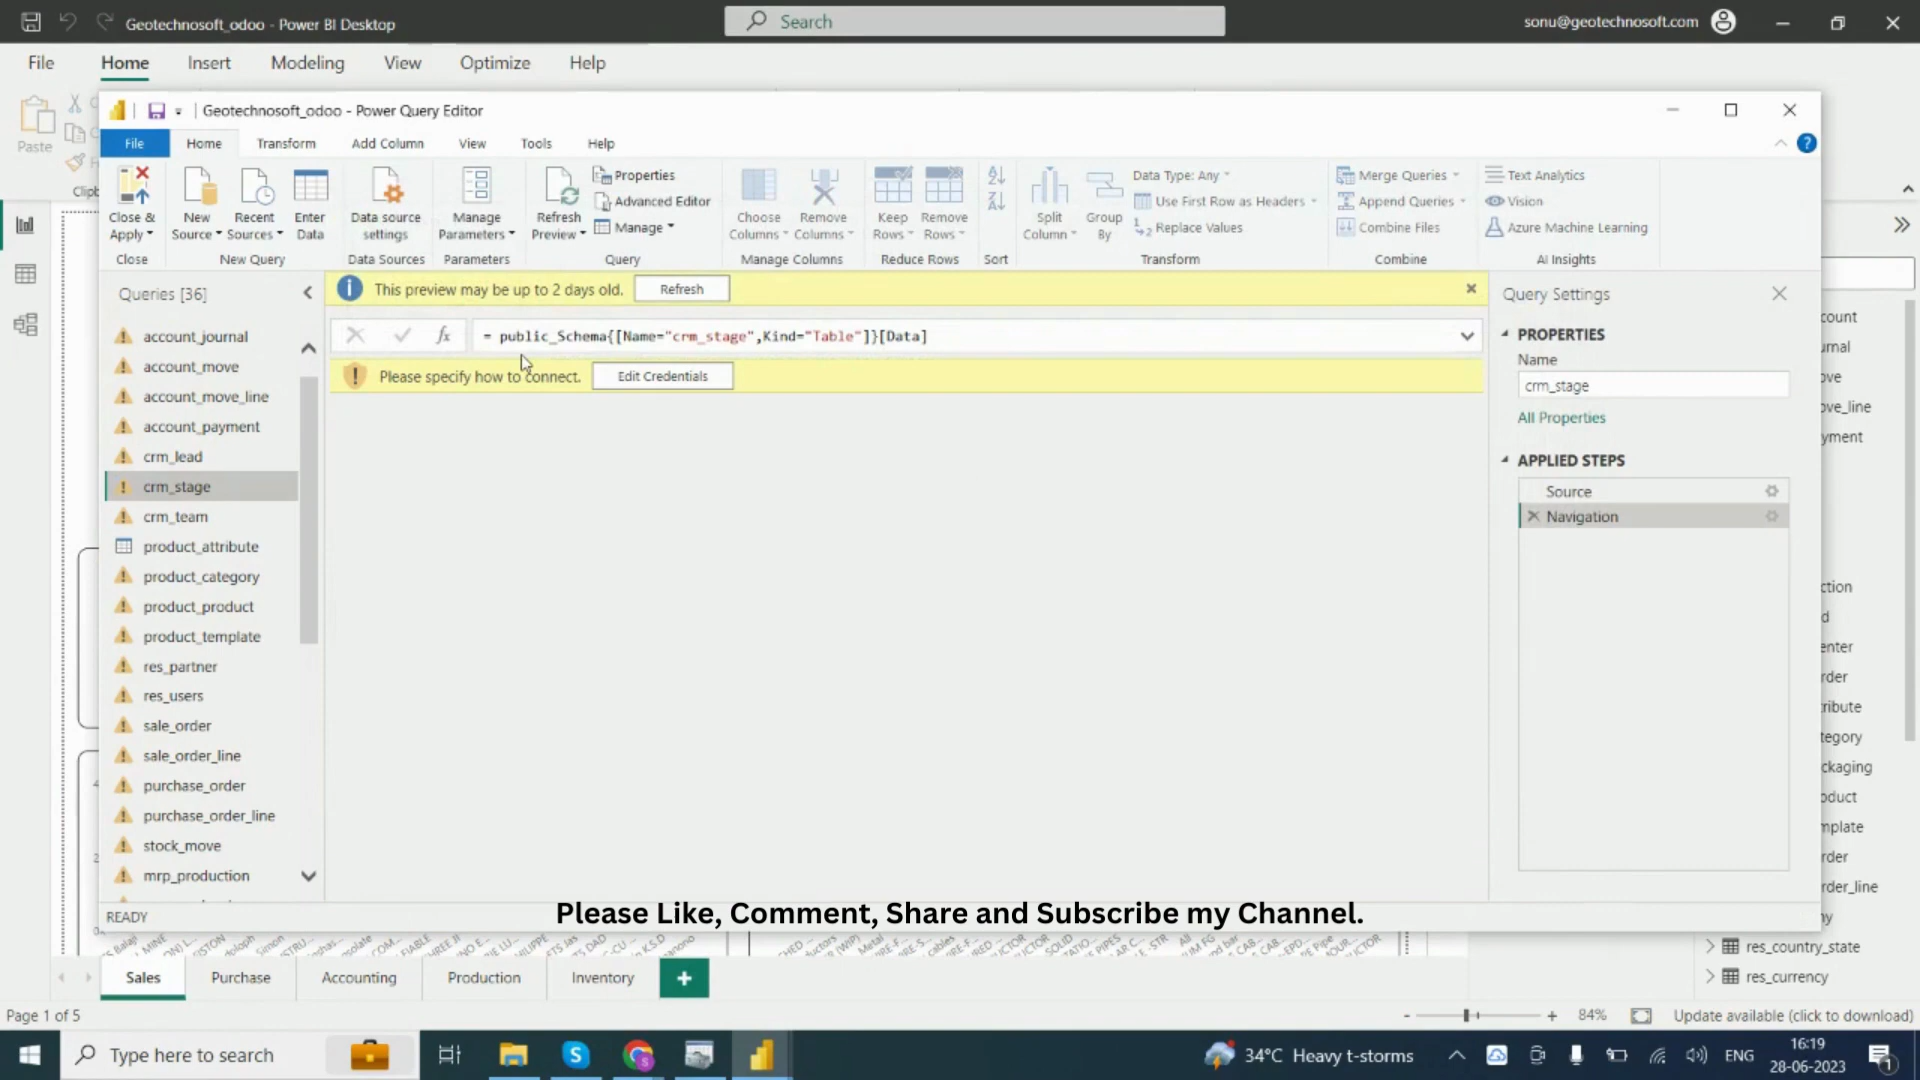 Geotechnosoft_odoo - Power BI Desktop
Search
sonu@geotechnosoft.com
File
Home
Insert
Modeling
View
Optimize
Help
Paste
Geotechnosoft_odoo - Power Query Editor
File
Home
Transform
Add Column
View
Tools
Help
Close & Apply
New Source
Recent Sources
Enter Data
Data source settings
Manage Parameters
Refresh Preview
Properties
Advanced Editor
Manage
Choose Columns
Remove Columns
Keep Rows
Remove Rows
Split Column
Group By
Data Type: Any
Use First Row as Headers
Replace Values
Merge Queries
Append Queries
Combine Files
Text Analytics
Vision
Azure Machine Learning
Close
New Query
Data Sources
Parameters
Query
Manage Columns
Reduce Rows
Sort
Transform
Combine
AI Insights
Queries [36]
This preview may be up to 2 days old.
Refresh
= public_Schema{[Name="crm_stage",Kind="Table"]}[Data]
Please specify how to connect.
Edit Credentials
account_journal
account_move
account_move_line
account_payment
crm_lead
crm_stage
crm_team
product_attribute
product_category
product_product
product_template
res_partner
res_users
sale_order
sale_order_line
purchase_order
purchase_order_line
stock_move
mrp_production
READY
Query Settings
PROPERTIES
Name
crm_stage
All Properties
APPLIED STEPS
Source
Navigation
res_country_state
res_currency
Please Like, Comment, Share and Subscribe my Channel.
Sales
Purchase
Accounting
Production
Inventory
Page 1 of 5
84%
Update available (click to download)
Type here to search
34°C Heavy t-storms
ENG
16:19
28-06-2023
1